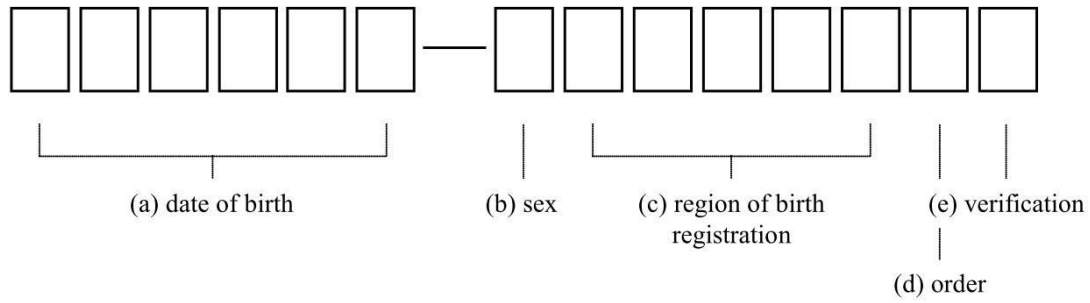 (a) date of birth
(b) sex
(c) region of birth
registration
(e) verification
(d) order